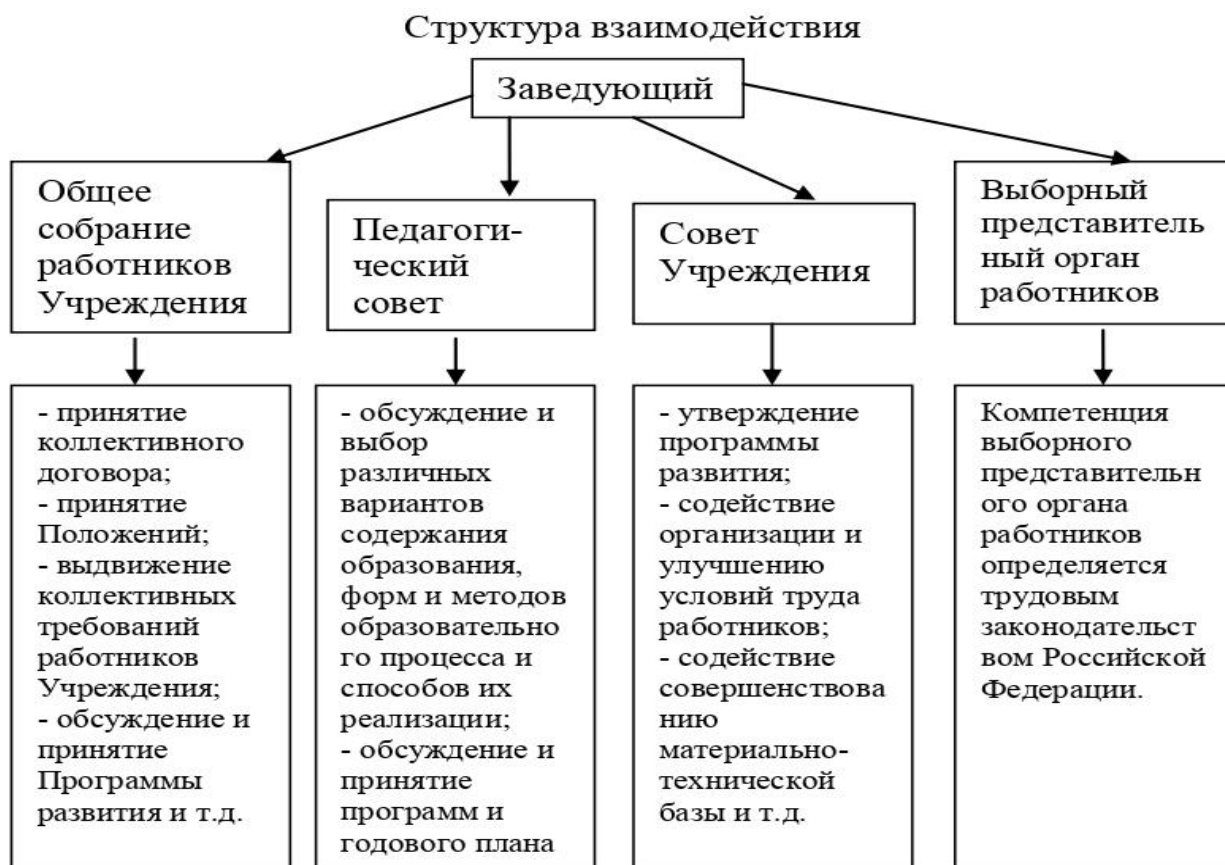 Структура взаимодействия
Заведующий
Общее
собрание
работников
Учреждения
Педагоги-
ческий
совет
Совет
Учреждения
Выборный
представитель
ный орган
работников
- принятие
коллективного
договора;
- принятие
Положений;
- выдвижение
коллективных
требований
работников
Учреждения;
- обсуждение и
принятие
Программы
развития и т.д.
- обсуждение и
выбор
различных
вариантов
содержания
образования,
форм и методов
образовательно
го процесса и
способов их
реализации;
- обсуждение и
принятие
программ и
годового плана
- утверждение
программы
развития;
- содействие
организации и
улучшению
условий труда
работников;
- содействие
совершенствова
нию
материально-
технической
базы и т.д.
Компетенция
выборного
представительн
ого органа
работников
определяется
трудовым
законодательст
вом Российской
Федерации.